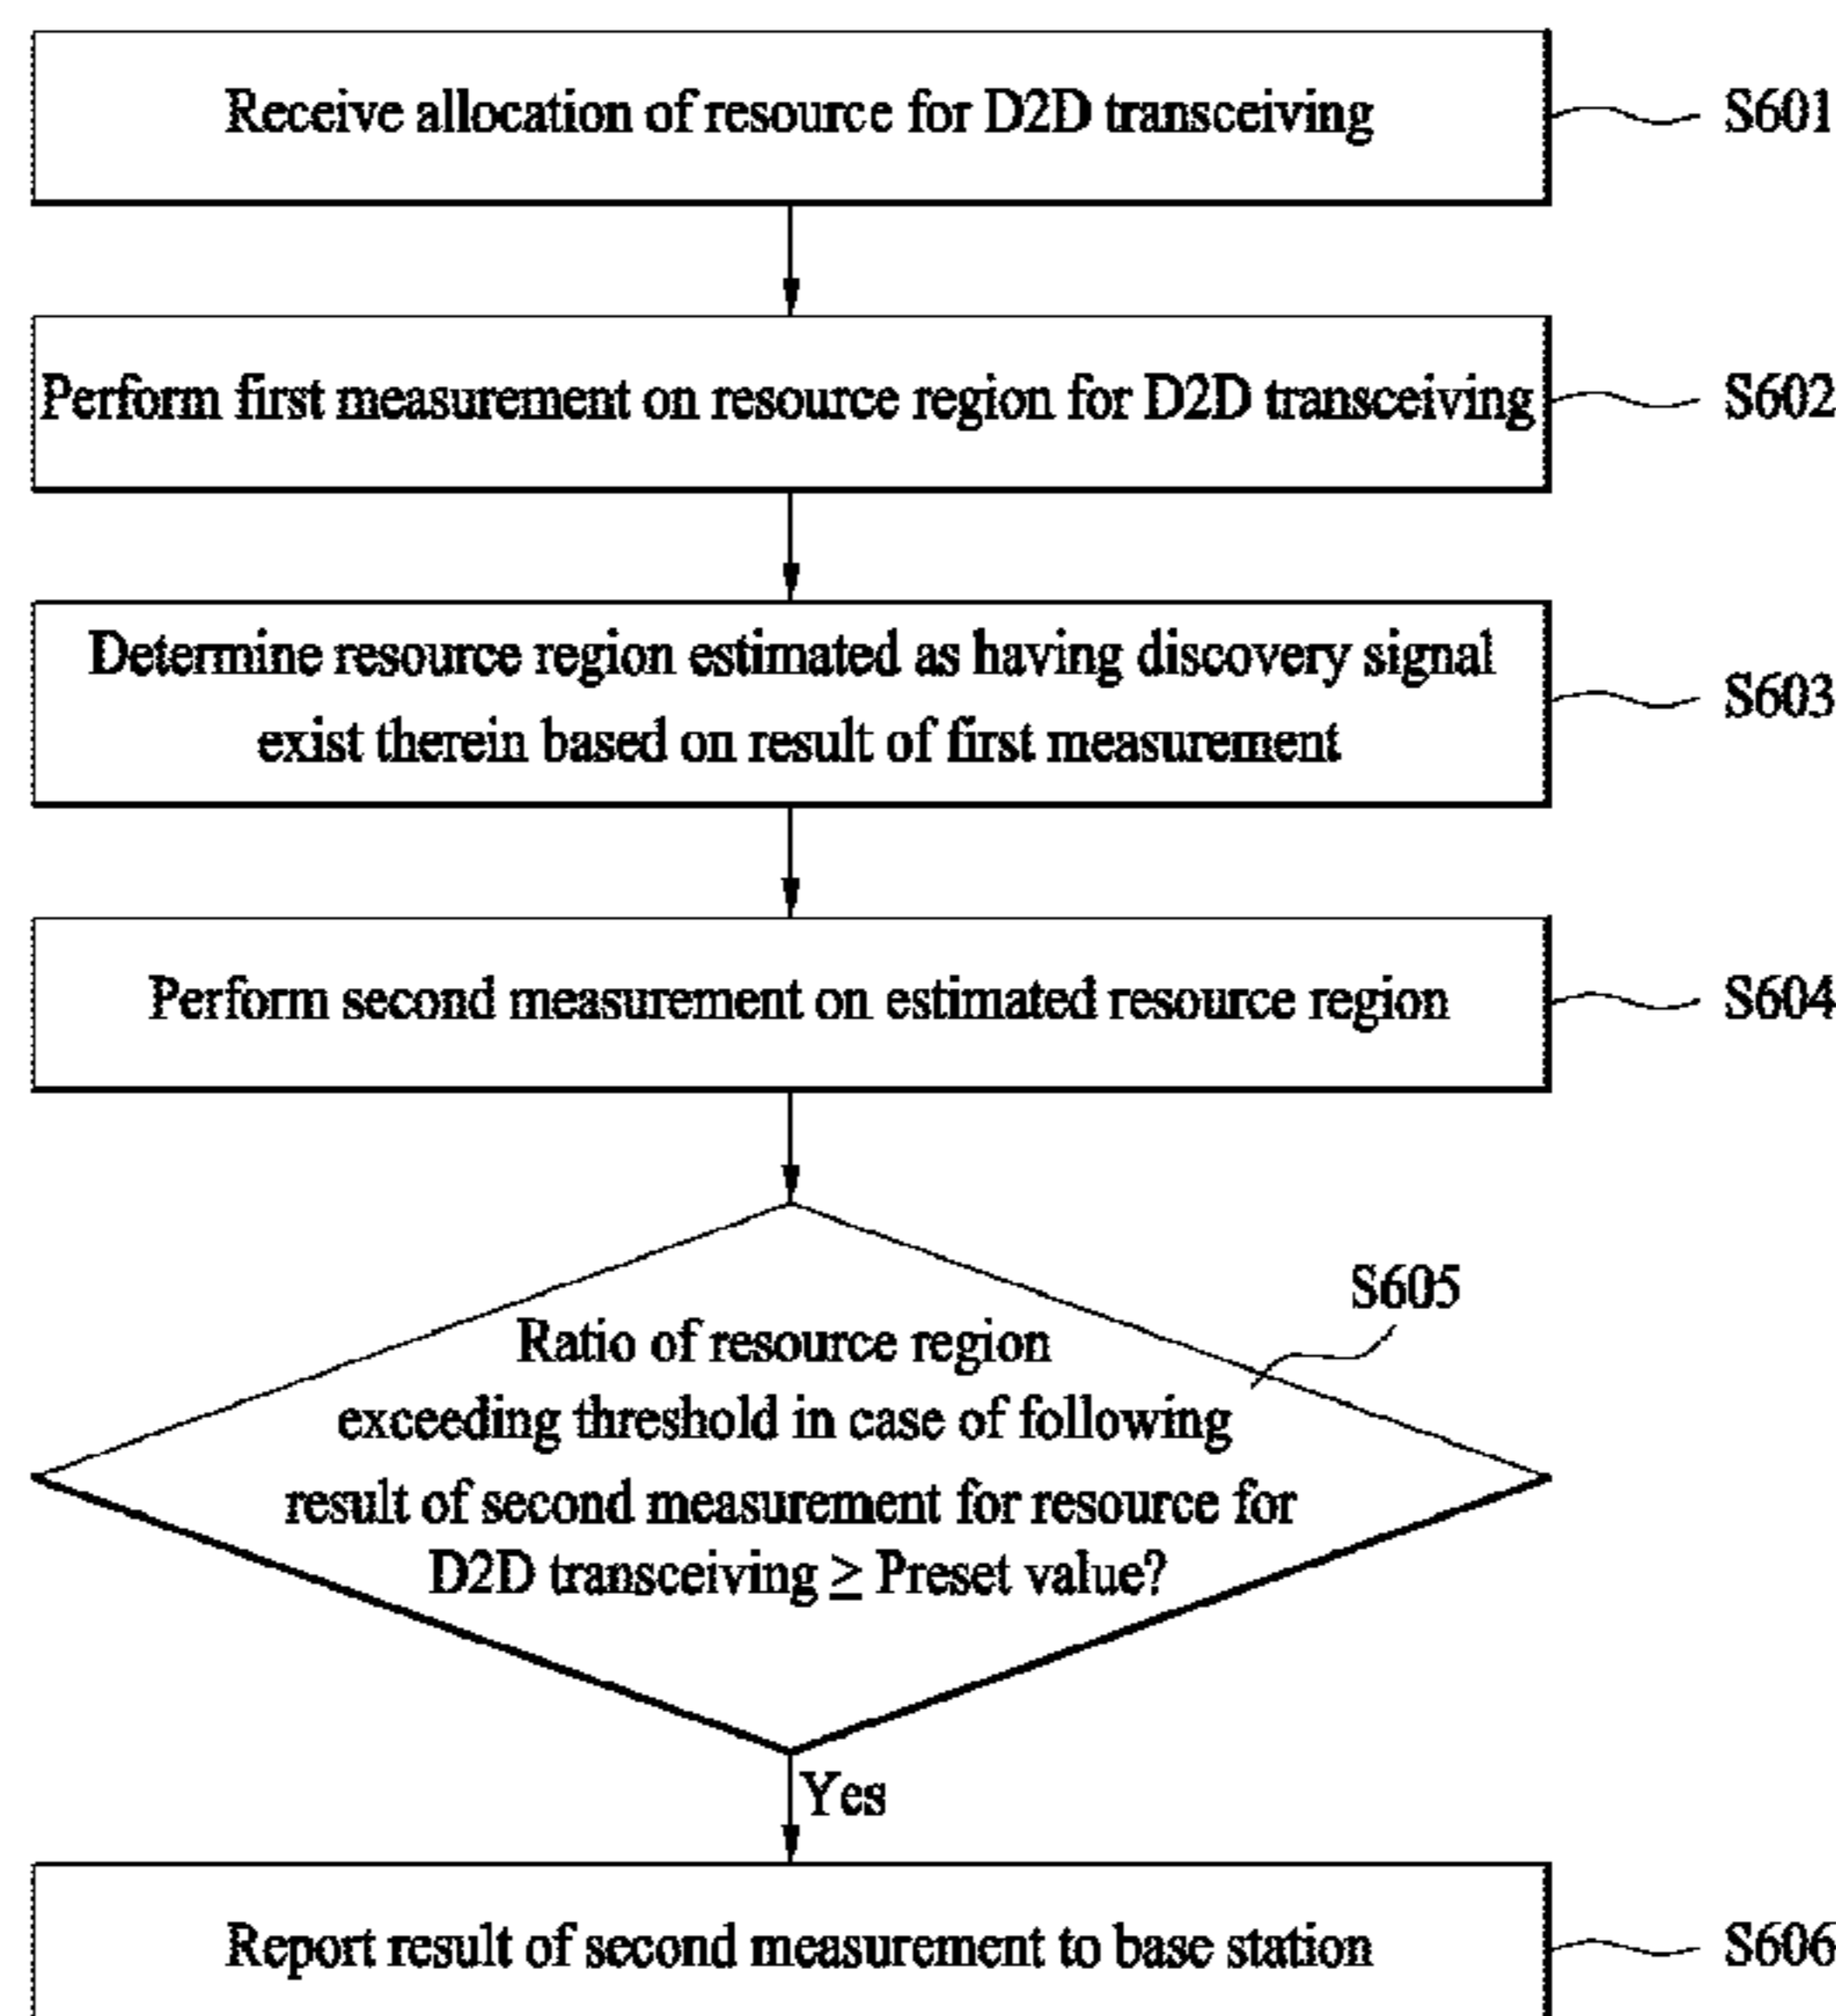 Receive allocation of resource for D2D transceiving
S601
Perform first measurement on resource region for D2D transceiving
S602
Determine resource region estimated as having discovery signal
exist therein based on result of first measurement
S603
Perform second measurement on estimated resource region
S604
S605
Ratio of resource region
exceeding threshold in case of following
result of second measurement for resource for
D2D transceiving ≥ Preset value?
Yes
Report result of second measurement to base station
S606